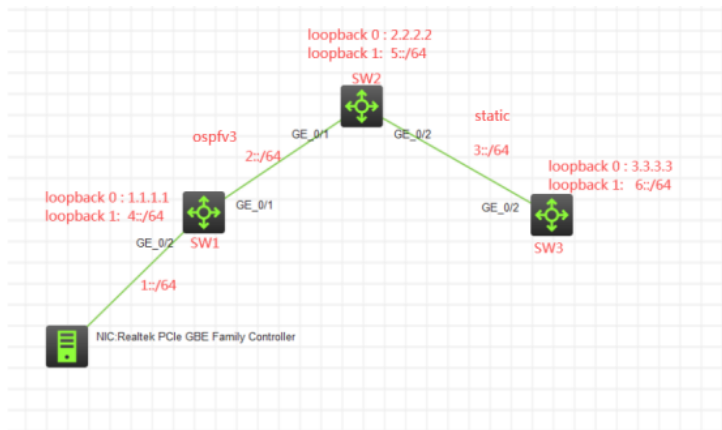 loopback 0 : 2.2.2.2
loopback 1:  5::/64
SW2
GE_0/1
GE_0/2
ospfv3
2::/64
static
3::/64
loopback 0 : 3.3.3.3
loopback 1:   6::/64
GE_0/2
SW3
loopback 0 : 1.1.1.1
loopback 1:  4::/64
GE_0/1
GE_0/2
SW1
1::/64
NIC:Realtek PCIe GBE Family Controller